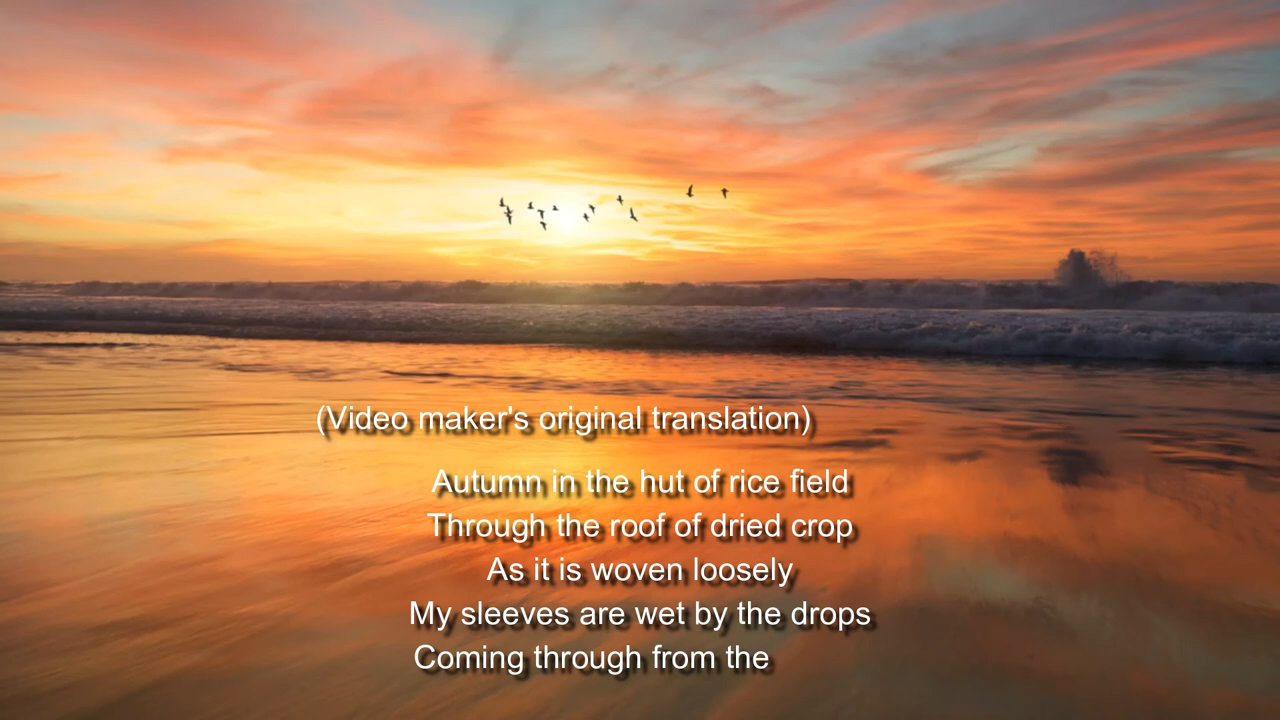 (Video maker's original translation)
Autumn in the hut of rice field
Through the roof of dried crop
As it is woven loosely
My sleeves are wet by the drops
Coming through from the